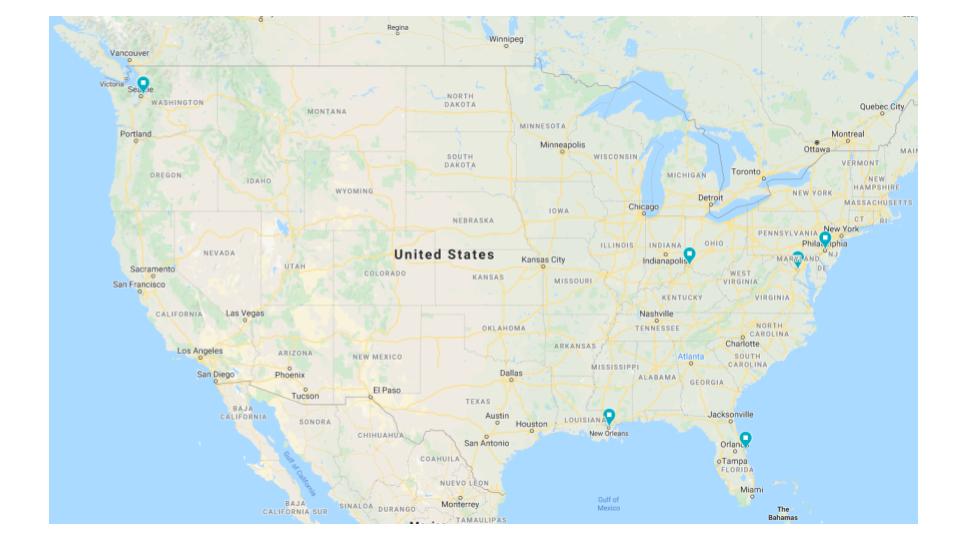 Regina
Winnipeg
Vancouver
Victoria
Seattle
WASHINGTON
NORTH
DAKOTA
MONTANA
Quebec City
Portland
MINNESOTA
Minneapolis
Montreal
Ottawa
WISCONSIN
MAIN
SOUTH
DAKOTA
VERMONT
OREGON
IDAHO
MICHIGAN
Toronto
NEW
HAMPSHIRE
WYOMING
NEW YORK
Detroit
MASSACHUSETTS
Chicago
IOWA
NEBRASKA
CT
RI
PENNSYLVANIA
New York
Philadelphia
ILLINOIS
INDIANA
OHIO
NEVADA
United States
Kansas City
Indianapolis
MARYLAND
NJ
DE
UTAH
COLORADO
KANSAS
MISSOURI
WEST
VIRGINIA
Sacramento
San Francisco
KENTUCKY
VIRGINIA
CALIFORNIA
Las Vegas
Nashville
TENNESSEE
OKLAHOMA
NORTH
CAROLINA
Charlotte
ARKANSAS
Los Angeles
ARIZONA
NEW MEXICO
Atlanta
SOUTH
CAROLINA
San Diego
Phoenix
Dallas
MISSISSIPPI
ALABAMA
GEORGIA
Tucson
El Paso
TEXAS
BAJA
CALIFORNIA
SONORA
Austin
Houston
LOUISIANA
Jacksonville
CHIHUAHUA
San Antonio
New Orleans
Orlando
COAHUILA
Tampa
FLORIDA
Gulf of California
NUEVO LEON
Miami
BAJA
CALIFORNIA SUR
SINALOA
DURANGO
Monterrey
Gulf of
Mexico
The
Bahamas
TAMAULIPAS